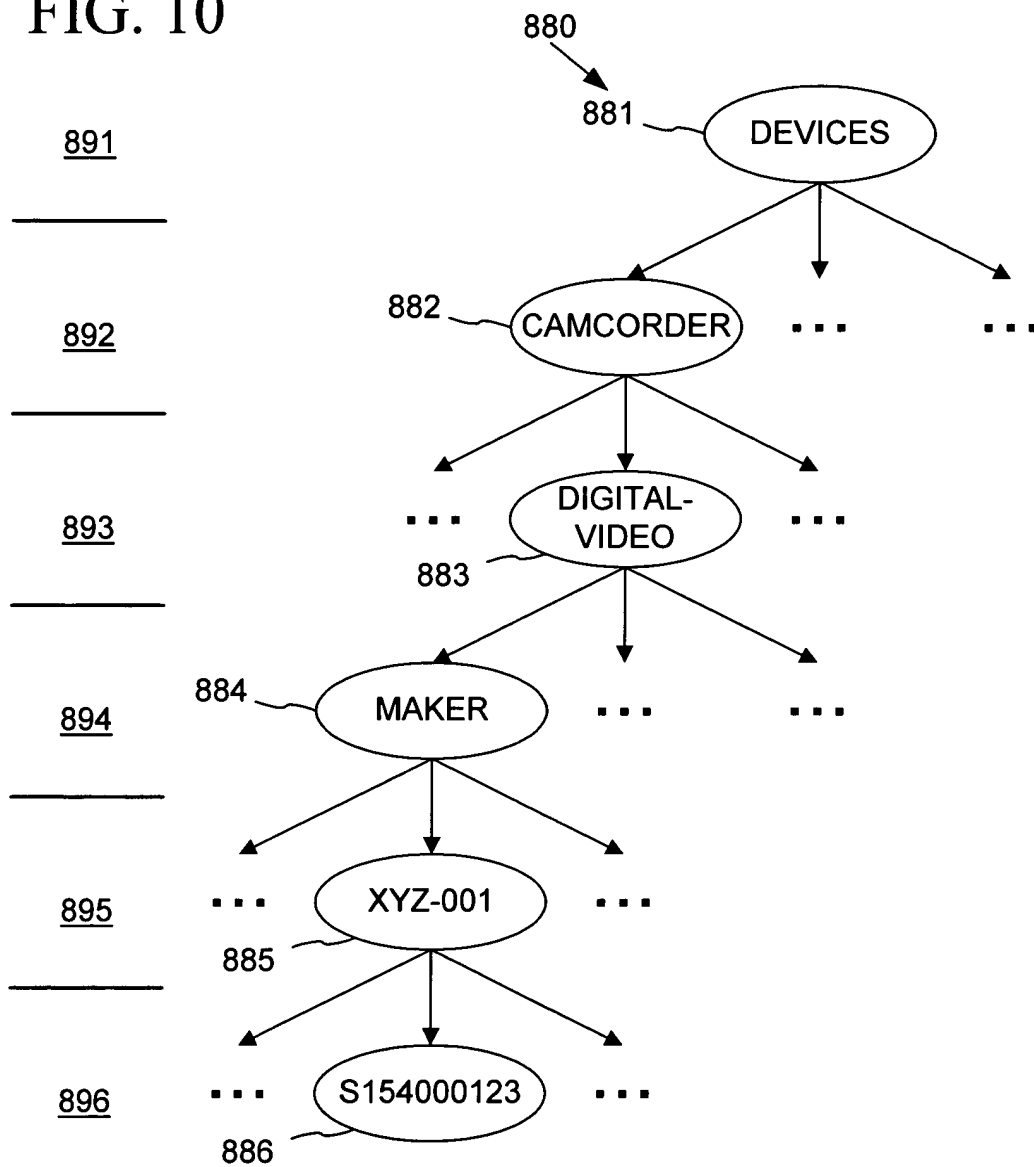 FIG. 10
880
881
DEVICES
891
882
CAMCORDER
... ...
892
... DIGITAL-
VIDEO
...
893
883
884
MAKER
... ...
894
... XYZ-001 ...
895
885
... S154000123 ...
896
886